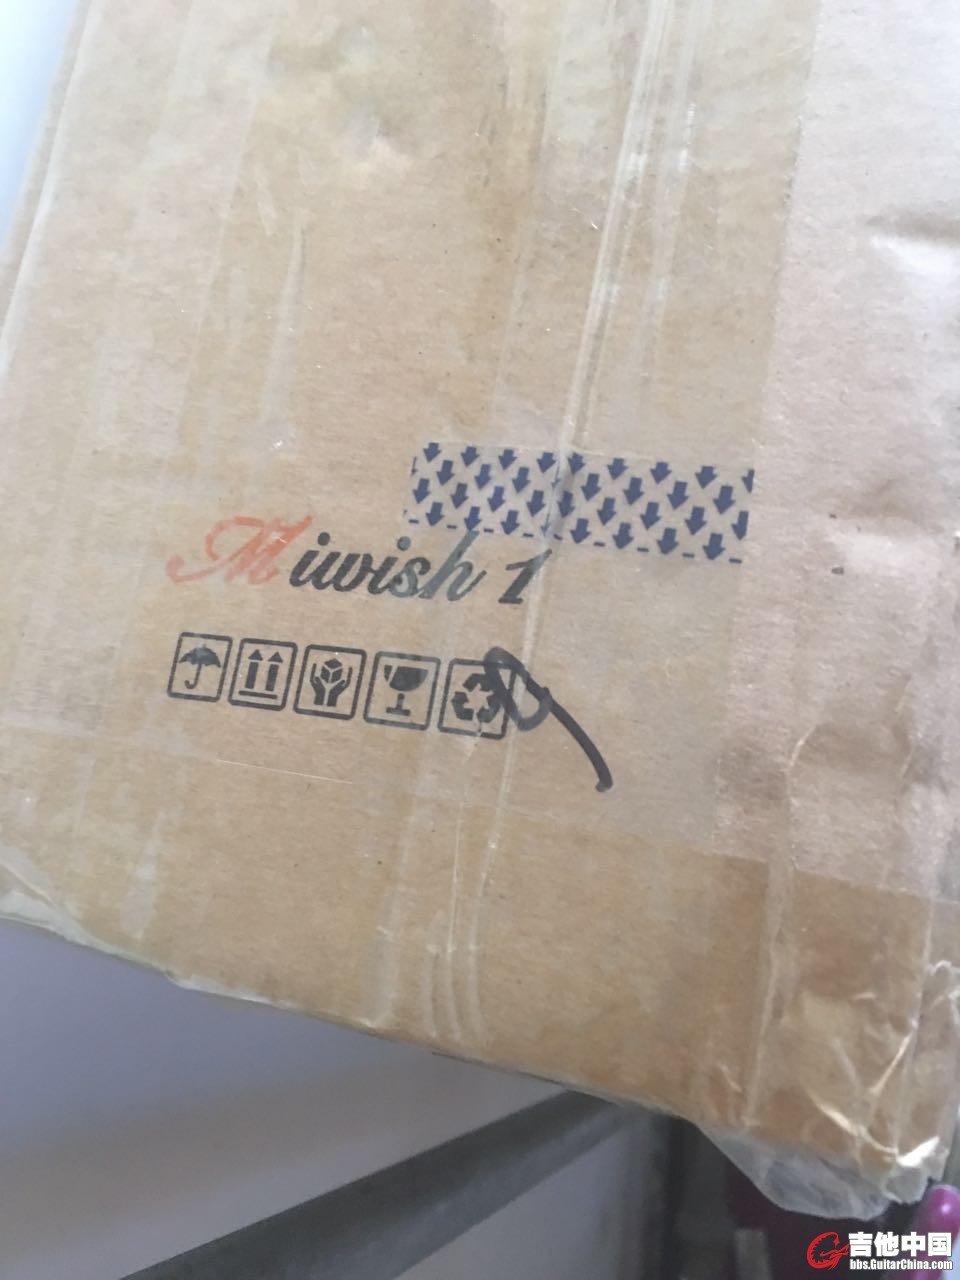 Miwish 1
吉他中国
bbs.GuitarChina.com